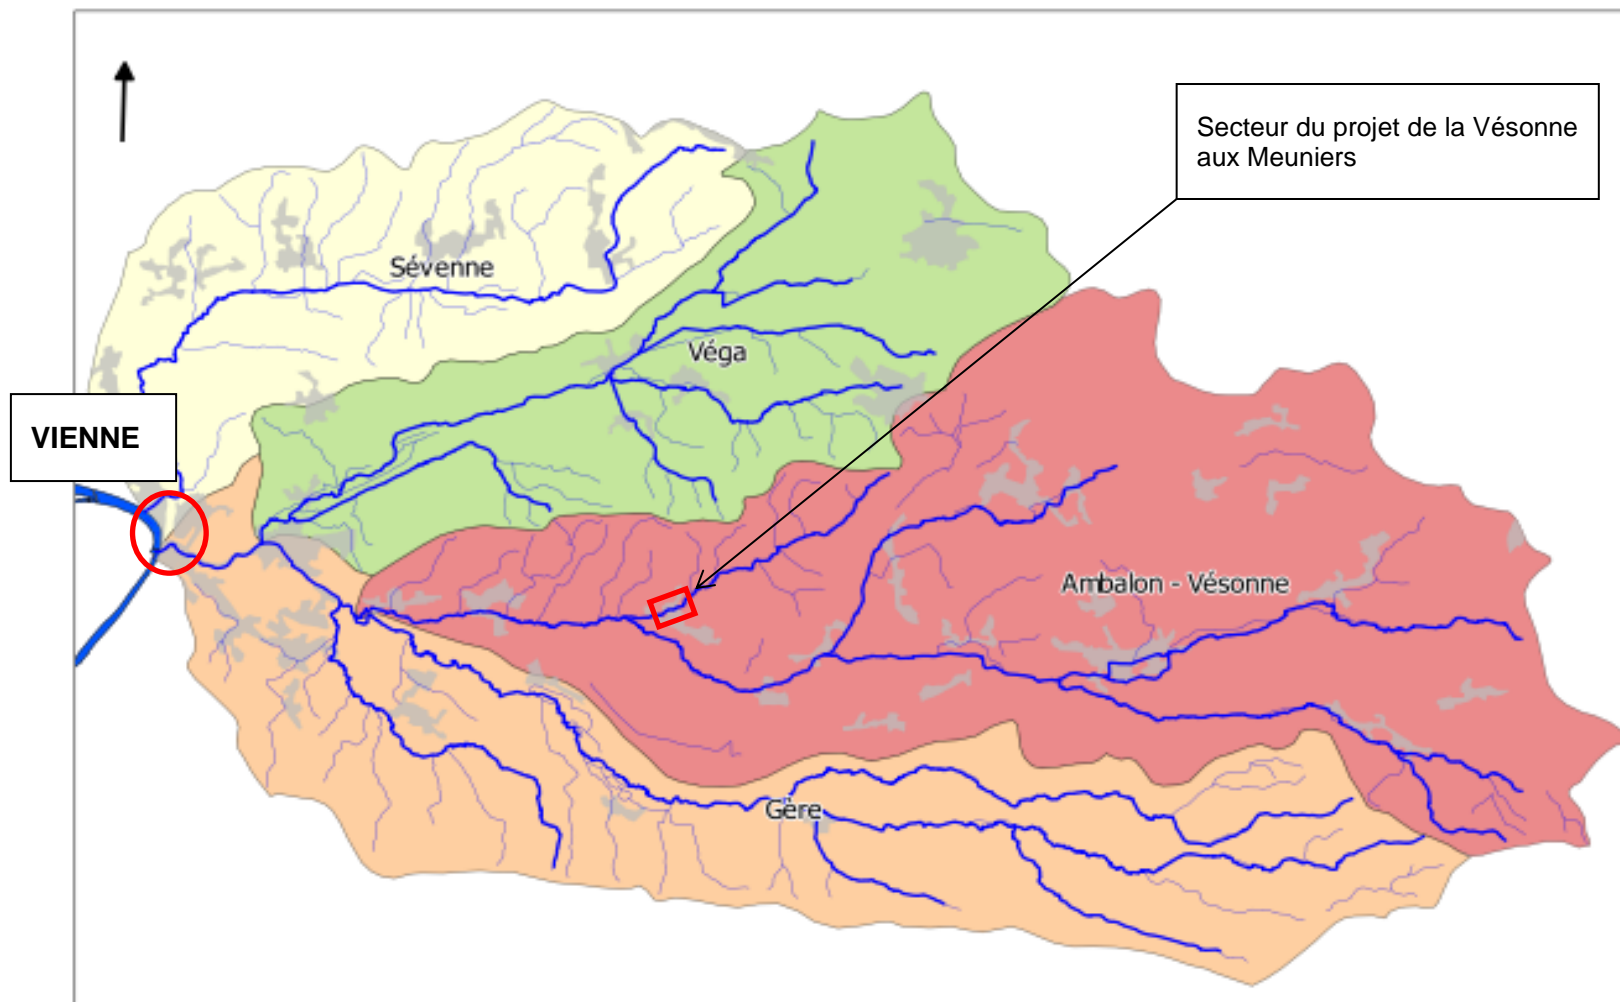 Secteur du projet de la Vésonne
aux Meuniers
Sévenne
Véga
VIENNE
Ambalon - Vésonne
Gère